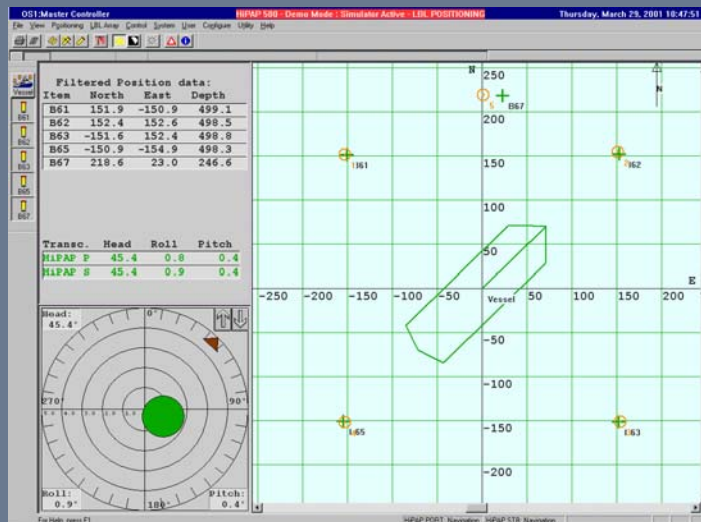 OS1:Master Controller HiPAP 500 - Demo Mode : Simulator Active - LBL POSITIONING Thursday, March 29, 2001 10:47:51
File View Positioning LBL Array Control System User Configure Utility Help
Vessel
B61
B62
B63
B65
B67
Filtered Position data:
Item North East Depth
B61 151.9 -150.9 499.1
B62 152.4 152.6 498.5
B63 -151.6 152.4 498.8
B65 -150.9 -154.9 498.3
B67 218.6 23.0 246.6
Transc. Head Roll Pitch
HiPAP P 45.4 0.8 0.4
HiPAP S 45.4 0.9 0.4
Head:
45.4°
0°
270°
90°
180°
Roll:
0.9°
Pitch:
0.4°
N 250
N
B67
200
150
B62
100
50
E
-250 -200 -150 -100 -50 50 100 150 200
Vessel
-50
-100
-150
-200
For Help, press F1 HiPAP PORT: Navigation HiPAP STB: Navigation